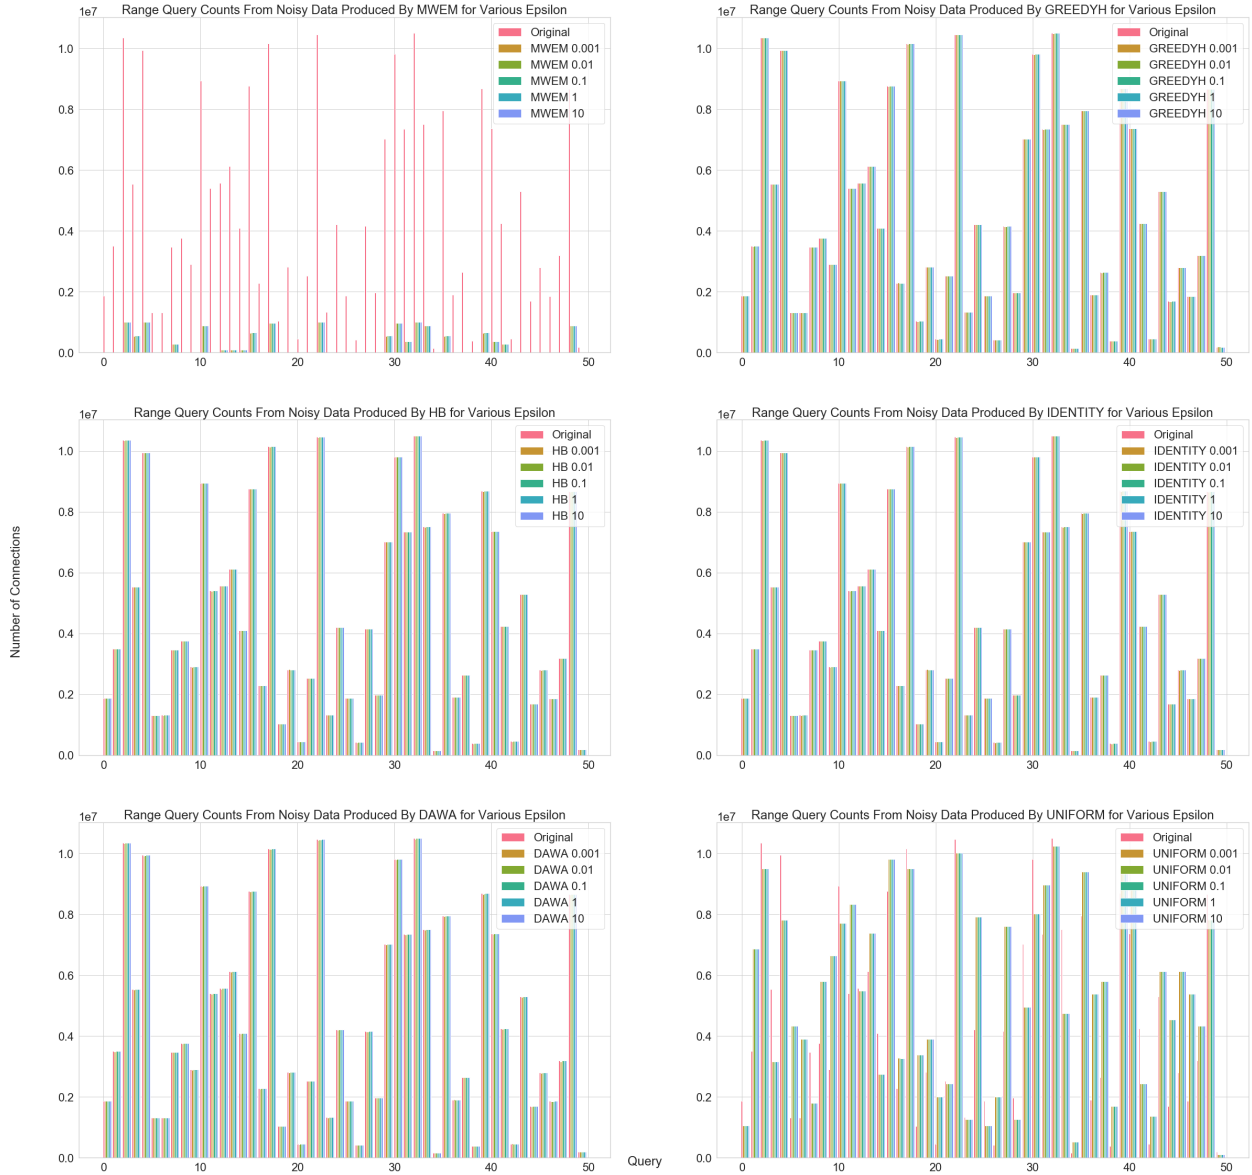 Range Query Counts From Noisy Data Produced By MWEM for Various Epsilon
1e7
1.0
0.8
0.6
0.4
0.2
0.0
0 10 20 30 40 50
Original
MWEM 0.001
MWEM 0.01
MWEM 0.1
MWEM 1
MWEM 10
Range Query Counts From Noisy Data Produced By GREEDYH for Various Epsilon
1e7
1.0
0.8
0.6
0.4
0.2
0.0
0 10 20 30 40 50
Original
GREEDYH 0.001
GREEDYH 0.01
GREEDYH 0.1
GREEDYH 1
GREEDYH 10
Number of Connections
Range Query Counts From Noisy Data Produced By HB for Various Epsilon
1e7
1.0
0.8
0.6
0.4
0.2
0.0
0 10 20 30 40 50
Original
HB 0.001
HB 0.01
HB 0.1
HB 1
HB 10
Range Query Counts From Noisy Data Produced By IDENTITY for Various Epsilon
1e7
1.0
0.8
0.6
0.4
0.2
0.0
0 10 20 30 40 50
Original
IDENTITY 0.001
IDENTITY 0.01
IDENTITY 0.1
IDENTITY 1
IDENTITY 10
Range Query Counts From Noisy Data Produced By DAWA for Various Epsilon
1e7
1.0
0.8
0.6
0.4
0.2
0.0
0 10 20 30 40 50
Original
DAWA 0.001
DAWA 0.01
DAWA 0.1
DAWA 1
DAWA 10
Range Query Counts From Noisy Data Produced By UNIFORM for Various Epsilon
1e7
1.0
0.8
0.6
0.4
0.2
0.0
0 10 20 30 40 50
Original
UNIFORM 0.001
UNIFORM 0.01
UNIFORM 0.1
UNIFORM 1
UNIFORM 10
Query